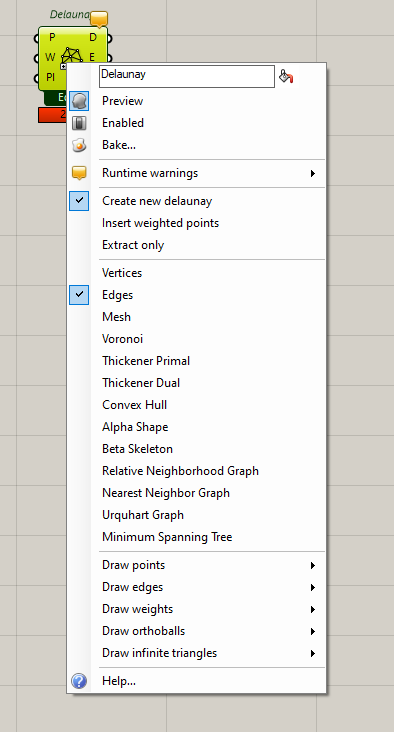 Delauna
P D
W E
Pl
2
Delaunay
Preview
Enabled
Bake...
Runtime warnings
Create new delaunay
Insert weighted points
Extract only
Vertices
Edges
Mesh
Voronoi
Thickener Primal
Thickener Dual
Convex Hull
Alpha Shape
Beta Skeleton
Relative Neighborhood Graph
Nearest Neighbor Graph
Urquhart Graph
Minimum Spanning Tree
Draw points
Draw edges
Draw weights
Draw orthoballs
Draw infinite triangles
Help...